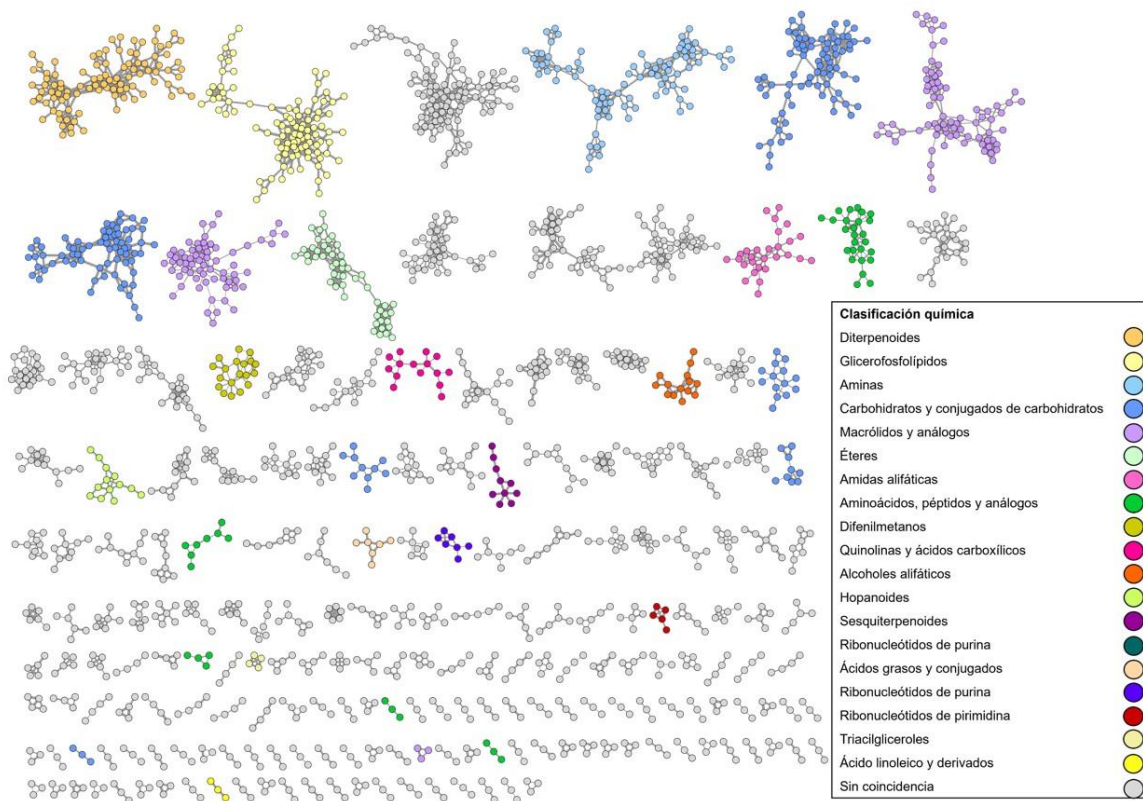 Clasificación química
Diterpenoides
Glicerofosfolípidos
Aminas
Carbohidratos y conjugados de carbohidratos
Macrólidos y análogos
Éteres
Amidas alifáticas
Aminoácidos, péptidos y análogos
Difenilmetanos
Quinolinas y ácidos carboxílicos
Alcoholes alifáticos
Hopanoides
Sesquiterpenoides
Ribonucleótidos de purina
Ácidos grasos y conjugados
Ribonucleótidos de purina
Ribonucleótidos de pirimidina
Triacilgliceroles
Ácido linoleico y derivados
Sin coincidencia